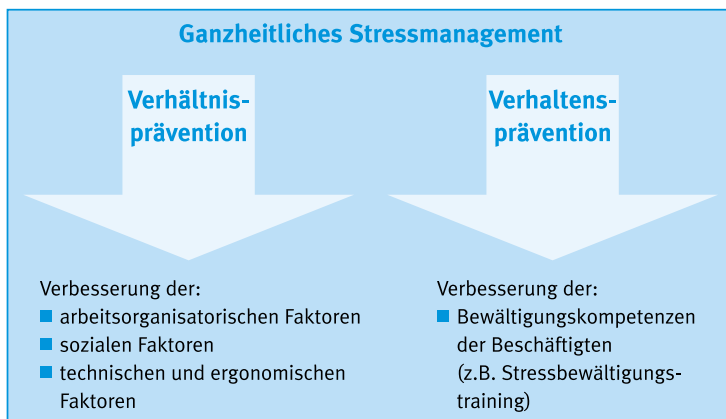 Ganzheitliches Stressmanagement
Verhältnis-
prävention
Verbesserung der:
arbeitsorganisatorischen Faktoren
sozialen Faktoren
technischen und ergonomischen
Faktoren
Verhaltens-
prävention
Verbesserung der:
Bewältigungskompetenzen
der Beschäftigten
(z.B. Stressbewältigungs-
training)